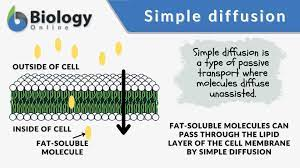 Biology
Online
Simple diffusion
OUTSIDE OF CELL
INSIDE OF CELL
FAT-SOLUBLE
MOLECULE
Simple diffusion is
a type of passive
transport where
molecules diffuse
unassisted.
FAT-SOLUBLE MOLECULES CAN
PASS THROUGH THE LIPID
LAYER OF THE CELL MEMBRANE
BY SIMPLE DIFFUSION